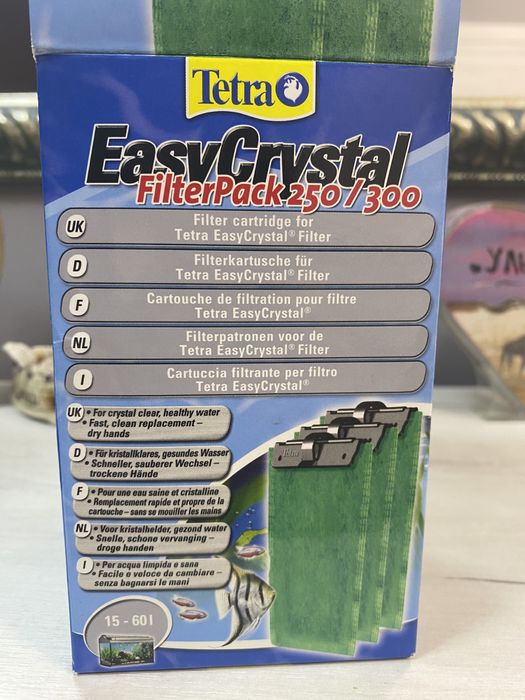 Tetra
EasyCrystal
FilterPack 250/300
UK
Filter cartridge for
Tetra EasyCrystal® Filter
D
Filterkartusche für
Tetra EasyCrystal® Filter
F
Cartouche de filtration pour filtre
Tetra EasyCrystal®
NL
Filterpatronen voor de
Tetra EasyCrystal® Filter
I
Cartuccia filtrante per filtro
Tetra EasyCrystal®
UK
• For crystal clear, healthy water
• Fast, clean replacement –
dry hands
D
• Für kristallklares, gesundes Wasser
• Schneller, sauberer Wechsel –
trockene Hände
F
• Pour une eau saine et cristalline
• Remplacement rapide et propre de la
cartouche – sans se mouiller les mains
NL
• Voor kristalhelder, gezond water
• Snelle, schone vervanging –
droge handen
I
• Per acqua limpida e sana
• Facile e veloce da cambiare –
senza bagnarsi le mani
Tetra
15 - 60 l